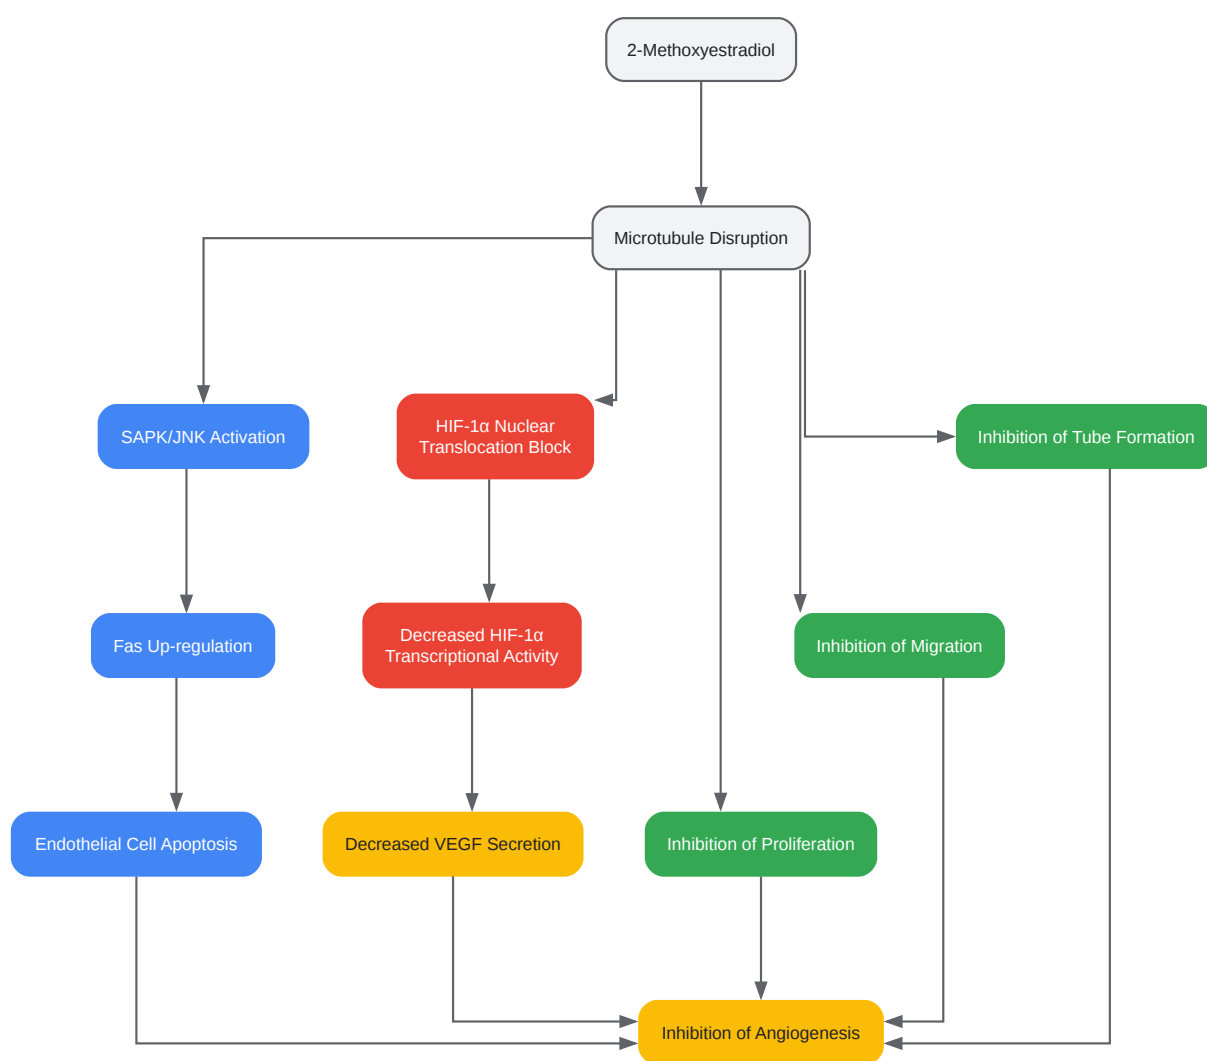 2-Methoxyestradiol
Microtubule Disruption
SAPK/JNK Activation
HIF-1α Nuclear
Translocation Block
Inhibition of Tube Formation
Fas Up-regulation
Decreased HIF-1α
Transcriptional Activity
Inhibition of Migration
Endothelial Cell Apoptosis
Decreased VEGF Secretion
Inhibition of Proliferation
Inhibition of Angiogenesis